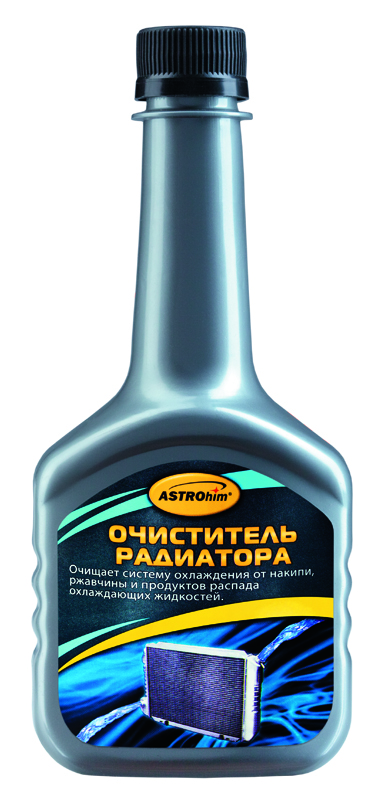 ASTROhim®
ОЧИСТИТЕЛЬ
РАДИАТОРА
Очищает систему охлаждения от накипи,
ржавчины и продуктов распада
охлаждающих жидкостей.